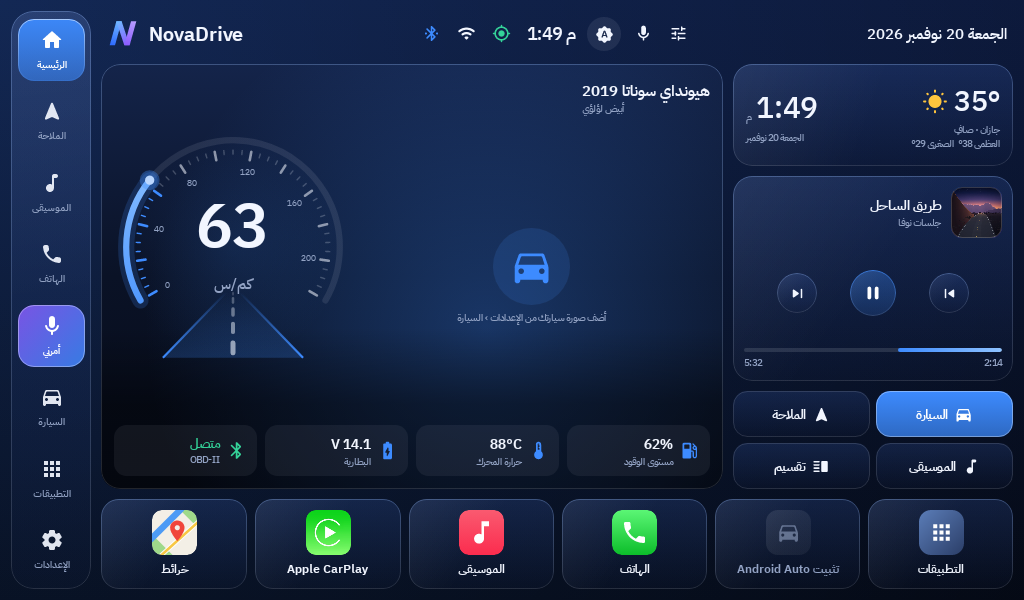 الجمعة 20 نوفمبر 2026
1:49 م
A
NovaDrive
الرئيسية
الملاحة
الموسيقى
الهاتف
أمرني
السيارة
التطبيقات
الإعدادات
35°
جازان · صافٍ
العظمى 38° الصغرى 29°
1:49 م
الجمعة 20 نوفمبر
طريق الساحل
جلسات نوفا
2:14
5:32
السيارة
الملاحة
الموسيقى
تقسيم
هيونداي سوناتا 2019
أبيض لؤلؤي
0
40
80
120
160
200
63
كم/س
أضف صورة سيارتك من الإعدادات › السيارة
62%
مستوى الوقود
88°C
حرارة المحرك
14.1 V
البطارية
متصل
OBD-II
التطبيقات
تثبيت Android Auto
الهاتف
الموسيقى
Apple CarPlay
خرائط